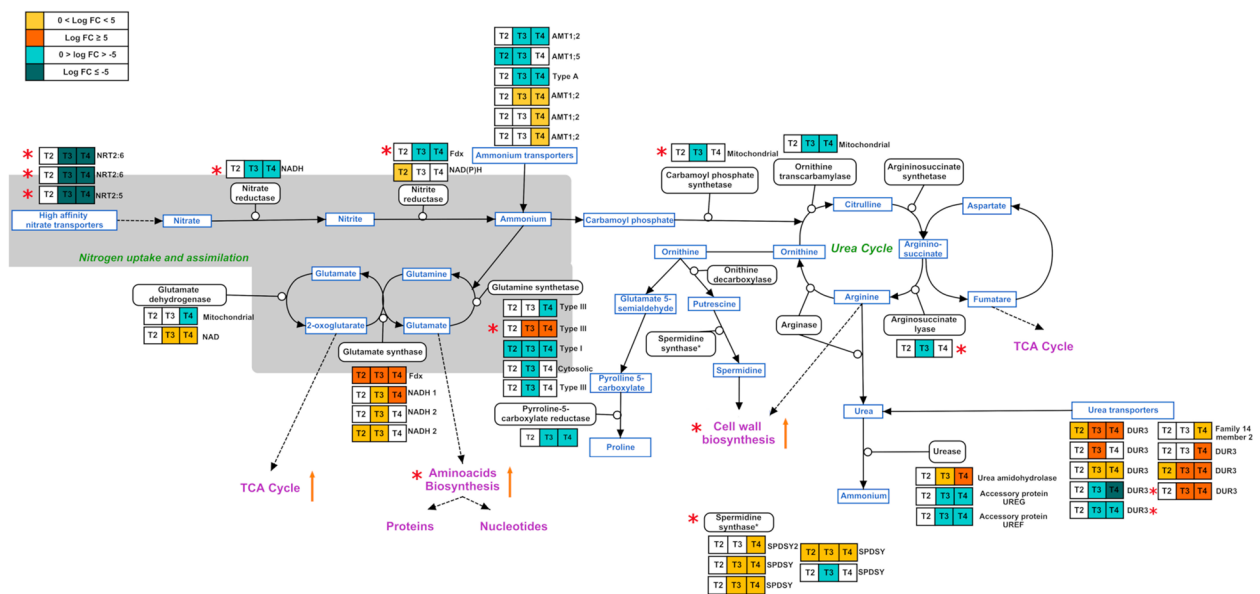 0 < Log FC < 5
Log FC ≥ 5
0 > log FC > -5
Log FC ≤ -5
T2 T3 T4 AMT1;2
T2 T3 T4 AMT1;5
T2 T3 T4 Type A
T2 T3 T4 AMT1;2
T2 T3 T4 AMT1;2
T2 T3 T4 AMT1;2
Ammonium transporters
* T2 T3 T4 NRT2:6
* T2 T3 T4 NRT2:6
* T2 T3 T4 NRT2:5
High affinity
nitrate transporters
* T2 T3 T4 NADH
Nitrate
reductase
* T2 T3 T4 Fdx
T2 T3 T4 NAD(P)H
Nitrite
reductase
Nitrate
Nitrite
Ammonium
Carbamoyl phosphate
* T2 T3 T4 Mitochondrial
Carbamoyl phosphate
synthetase
T2 T3 T4 Mitochondrial
Ornithine
transcarbamylase
Argininosuccinate
synthetase
Citrulline
Aspartate
Urea Cycle
Arginino-
succinate
Ornithine
Ornithine
Onithine
decarboxylase
Arginine
Fumatare
Nitrogen uptake and assimilation
Glutamate
Glutamine
Glutamate
dehydrogenase
T2 T3 T4 Mitochondrial
T2 T3 T4 NAD
2-oxoglutarate
Glutamate
Glutamine synthetase
T2 T3 T4 Type III
* T2 T3 T4 Type III
T2 T3 T4 Type I
T2 T3 T4 Cytosolic
T2 T3 T4 Type III
Glutamate synthase
T2 T3 T4 Fdx
T2 T3 T4 NADH 1
T2 T3 T4 NADH 2
T2 T3 T4 NADH 2
Glutamate 5-
semialdehyde
Putrescine
Spermidine
synthase*
Pyrolline 5-
carboxylate
Spermidine
Pyrroline-5-
carboxylate reductase
T2 T3 T4
Proline
* Cell wall
biosynthesis
Arginase
Arginosuccinate
lyase
T2 T3 T4 *
TCA Cycle
Urea
Urea transporters
T2 T3 T4 DUR3
T2 T3 T4 DUR3
T2 T3 T4 DUR3
T2 T3 T4 DUR3 *
T2 T3 T4 DUR3 *
T2 T3 T4 Family 14
member 2
T2 T3 T4 DUR3
T2 T3 T4 DUR3
T2 T3 T4 DUR3
Urease
T2 T3 T4 Urea amidohydrolase
T2 T3 T4 Accessory protein
UREG
T2 T3 T4 Accessory protein
UREF
Ammonium
TCA Cycle
* Aminoacids
Biosynthesis
Proteins
Nucleotides
* Spermidine
synthase*
T2 T3 T4 SPDSY2
T2 T3 T4 SPDSY
T2 T3 T4 SPDSY
T2 T3 T4 SPDSY
T2 T3 T4 SPDSY